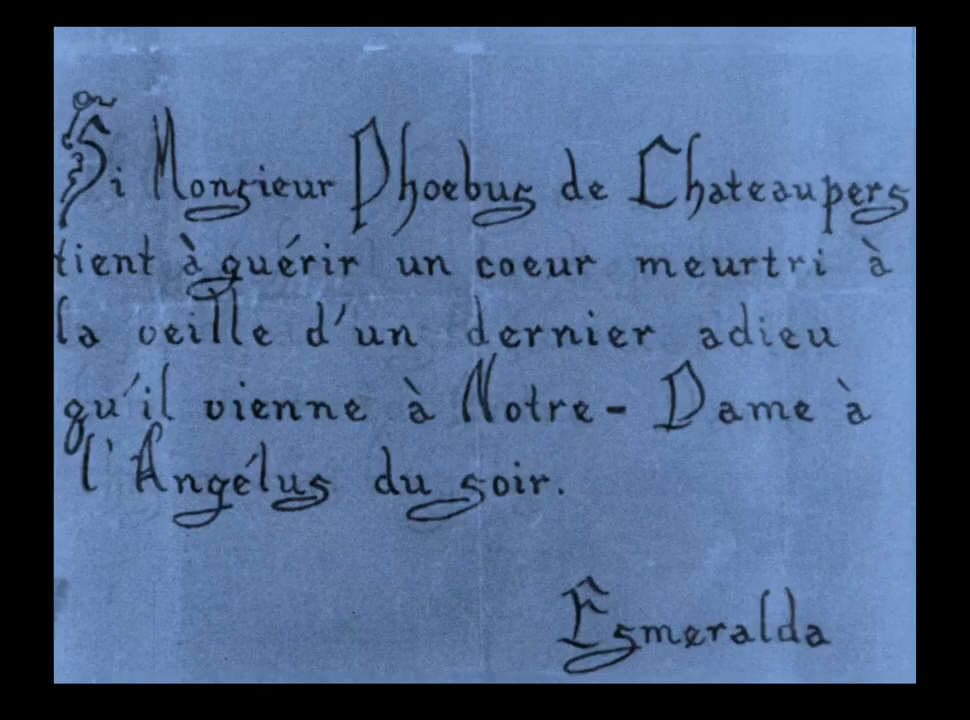 Si Monsieur Phoebus de Chateaupers
tient à guérir un coeur meurtri à
la veille d'un dernier adieu
qu'il vienne à Notre-Dame à
l'Angélus du soir.
Esmeralda